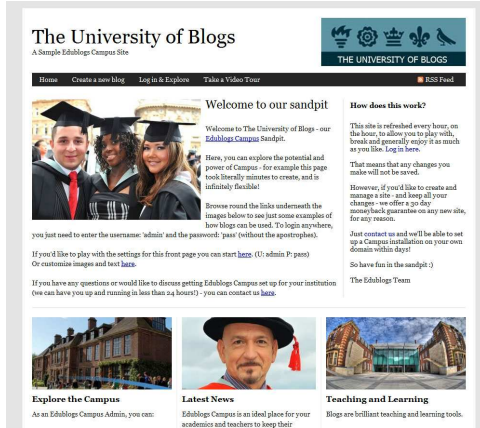 The University of Blogs
A Sample Edublogs Campus Site
THE UNIVERSITY OF BLOGS
Home Create a new blog Log in & Explore Take a Video Tour RSS Feed
Welcome to our sandpit
Welcome to The University of Blogs - our
Edublogs Campus Sandpit.
Here, you can explore the potential and
power of Campus - for example this page
took literally minutes to create, and is
infinitely flexible!
Browse round the links underneath the
images below to see just some examples of
how blogs can be used. To login anywhere,
you just need to enter the username: 'admin' and the password: 'pass' (without the apostrophes).
If you'd like to play with the settings for this front page you can start here. (U: admin P: pass)
Or customize images and text here.
If you have any questions or would like to discuss getting Edublogs Campus set up for your institution
(we can have you up and running in less than 24 hours!) - you can contact us here.
How does this work?
This site is refreshed every hour, on
the hour, to allow you to play with,
break and generally enjoy it as much
as you like. Log in here.
That means that any changes you
make will not be saved.
However, if you'd like to create and
manage a site - and keep all your
changes - we offer a 30 day
moneyback guarantee on any new site,
for any reason.
Just contact us and we'll be able to set
up a Campus installation on your own
domain within days!
So have fun in the sandpit :)
The Edublogs Team
Explore the Campus
As an Edublogs Campus Admin, you can:
Latest News
Edublogs Campus is an ideal place for your
academics and teachers to keep their
Teaching and Learning
Blogs are brilliant teaching and learning tools.